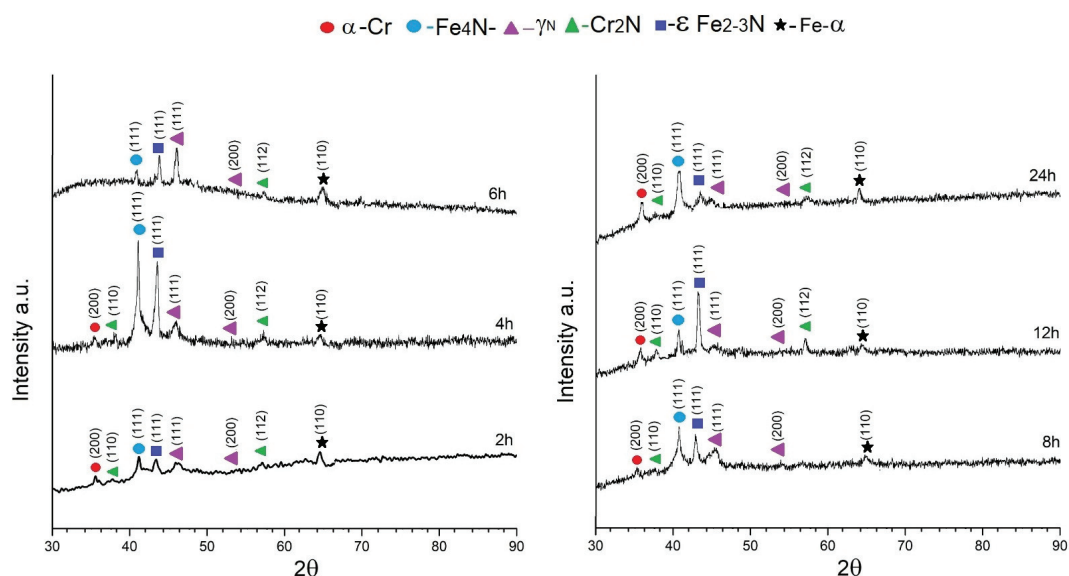 α-Cr -Fe4N- –γN -Cr2N -ε Fe2-3N -Fe-α
(111) (111) (111) (200) (112) (110)
6h
(111) (111)
(200) (110) (111) (200) (112) (110)
4h
(200) (110) (111) (111) (111) (200) (112) (110)
2h
30 40 50 60 70 80 90
2θ
Intensity a.u.
(200) (110) (111) (111) (111) (200) (112) (110)
24h
(200) (110) (111) (111) (111) (200) (112) (110)
12h
(200) (110) (111) (111) (111) (200) (110)
8h
30 40 50 60 70 80 90
2θ
Intensity a.u.